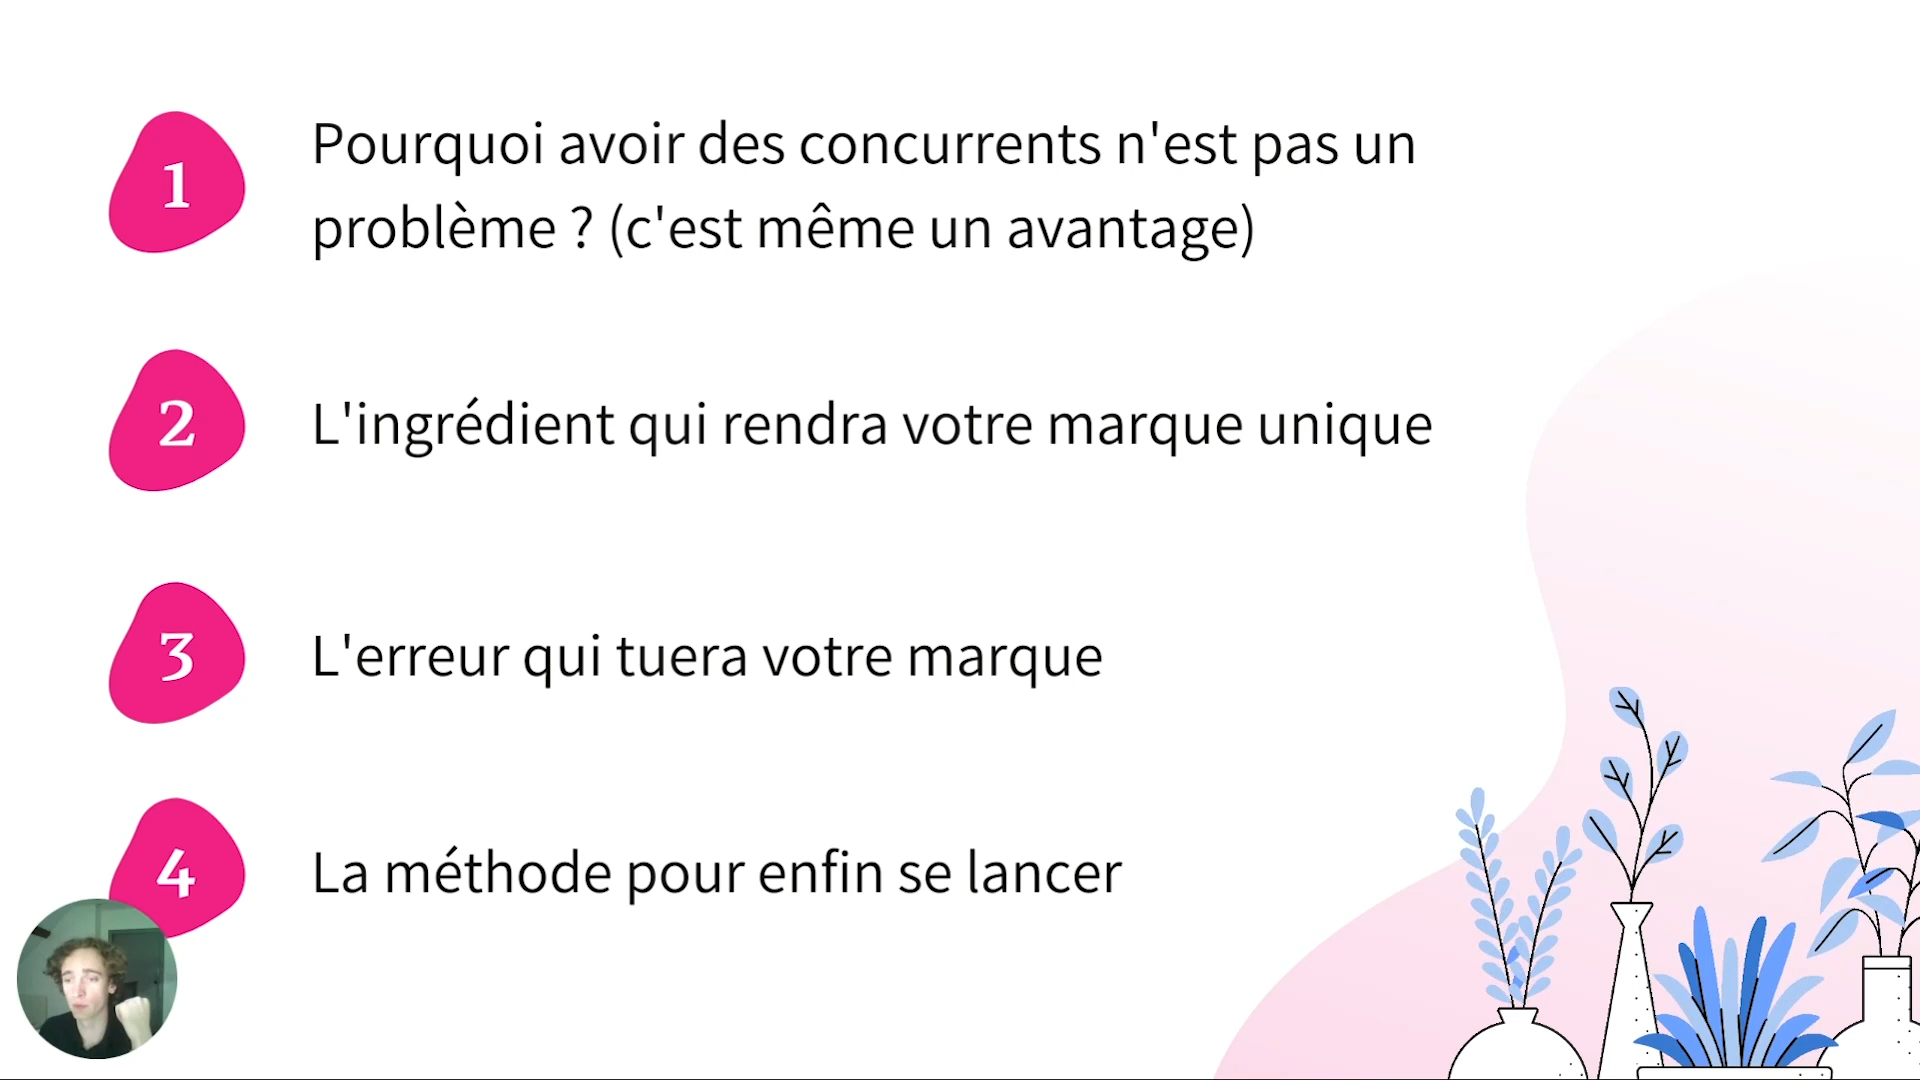 1
Pourquoi avoir des concurrents n'est pas un
problème ? (c'est même un avantage)
2
L'ingrédient qui rendra votre marque unique
3
L'erreur qui tuera votre marque
4
La méthode pour enfin se lancer